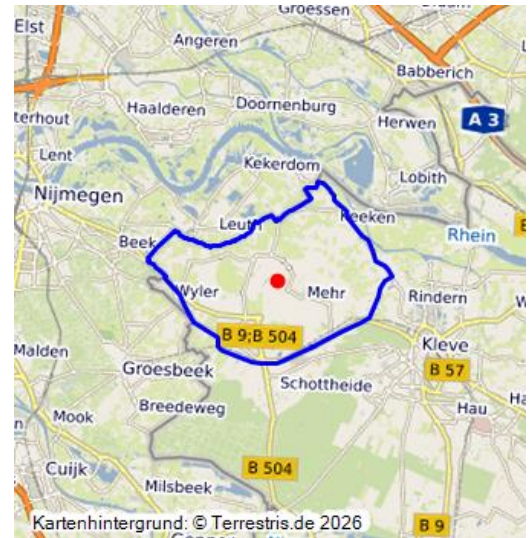 Groessen
Elst
Angeren
Babberich
terhout
Haalderen
Doornenburg
Herwen
A 3
Lent
Kekerdom
Lobith
Nijmegen
Leuth
Keeken
Rhein
Beek
Wyler
Mehr
Rindern
B 9;B 504
Kleve
Malden
Groesbeek
B 57
Schottheide
Mook
Breedeweg
Hau
Cuijk
B 504
Milsbeek
B 9
Kartenhintergrund: © Terrestris.de 2026